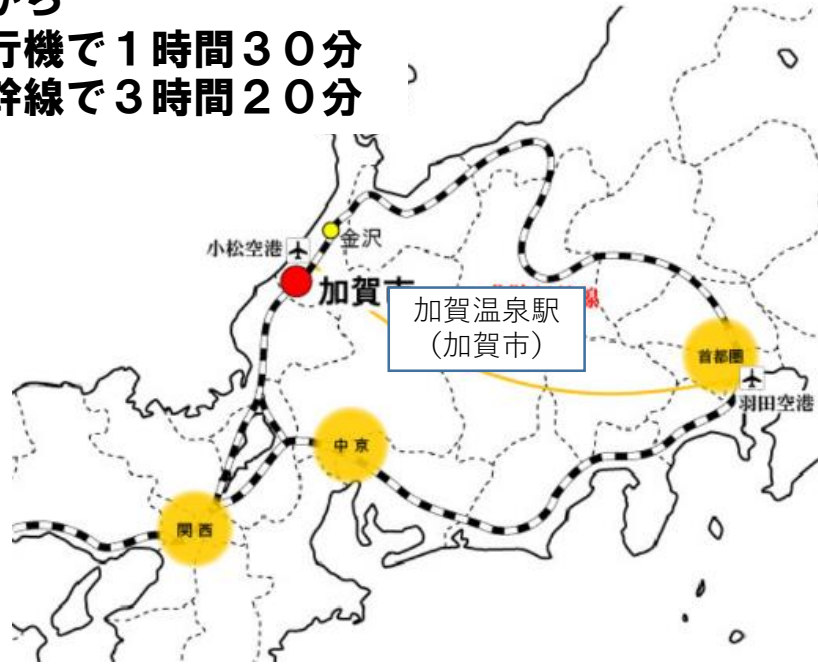 から
行機で１時間３０分
幹線で３時間２０分
小松空港
金沢
加賀市
線
加賀温泉駅
（加賀市）
首都圏
羽田空港
中京
関西